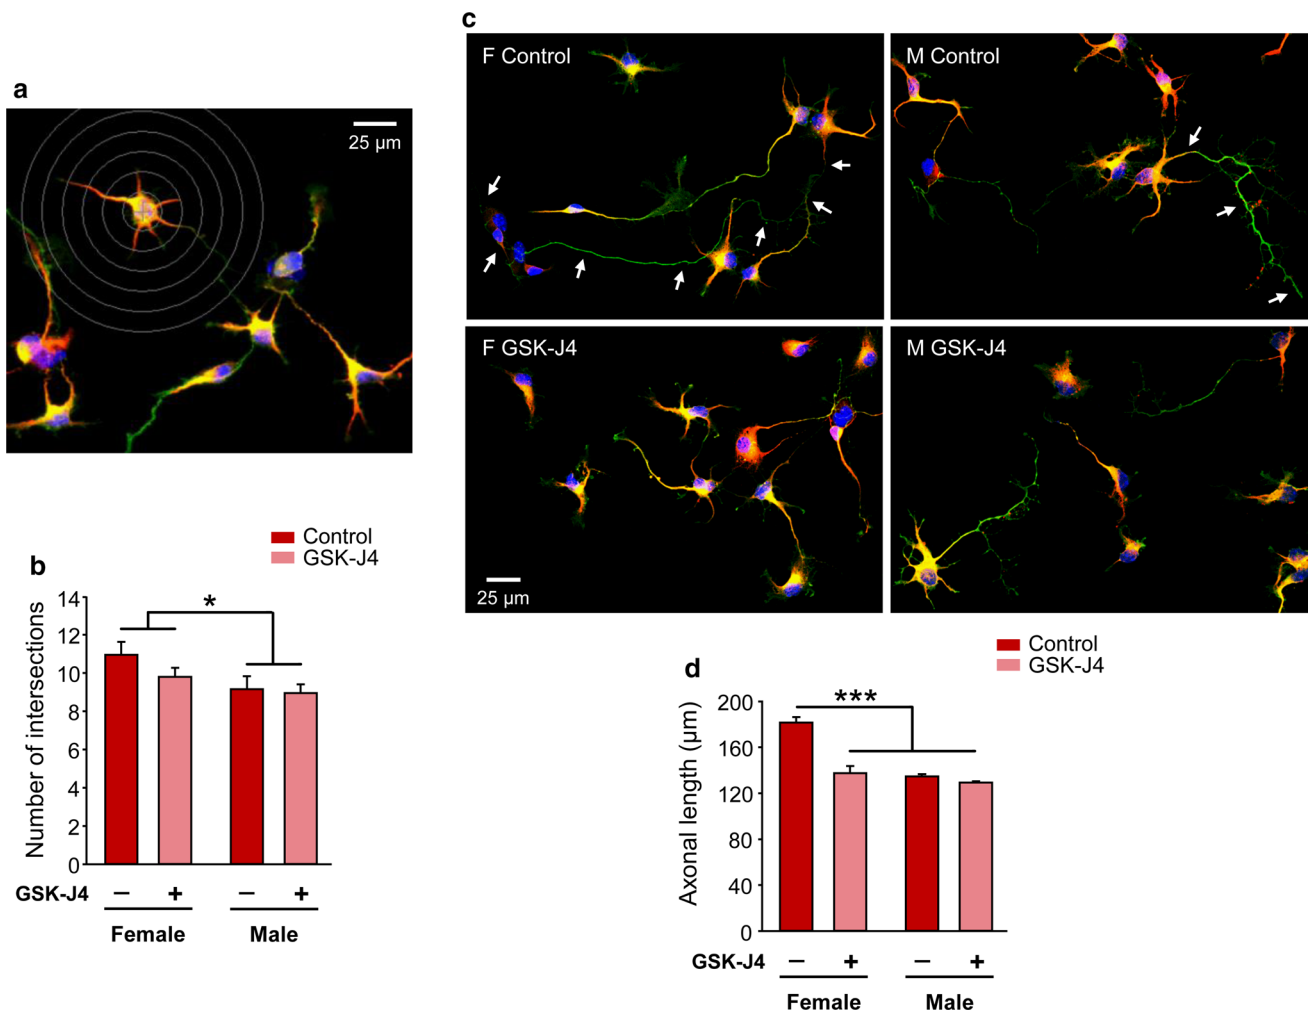 a
25 µm
c
F Control
M Control
F GSK-J4
25 µm
M GSK-J4
b
Control
GSK-J4
Number of intersections
14
12
10
8
6
4
2
0
*
GSK-J4 – + – +
Female Male
d
Control
GSK-J4
Axonal length (µm)
200
160
120
80
40
0
***
GSK-J4 – + – +
Female Male